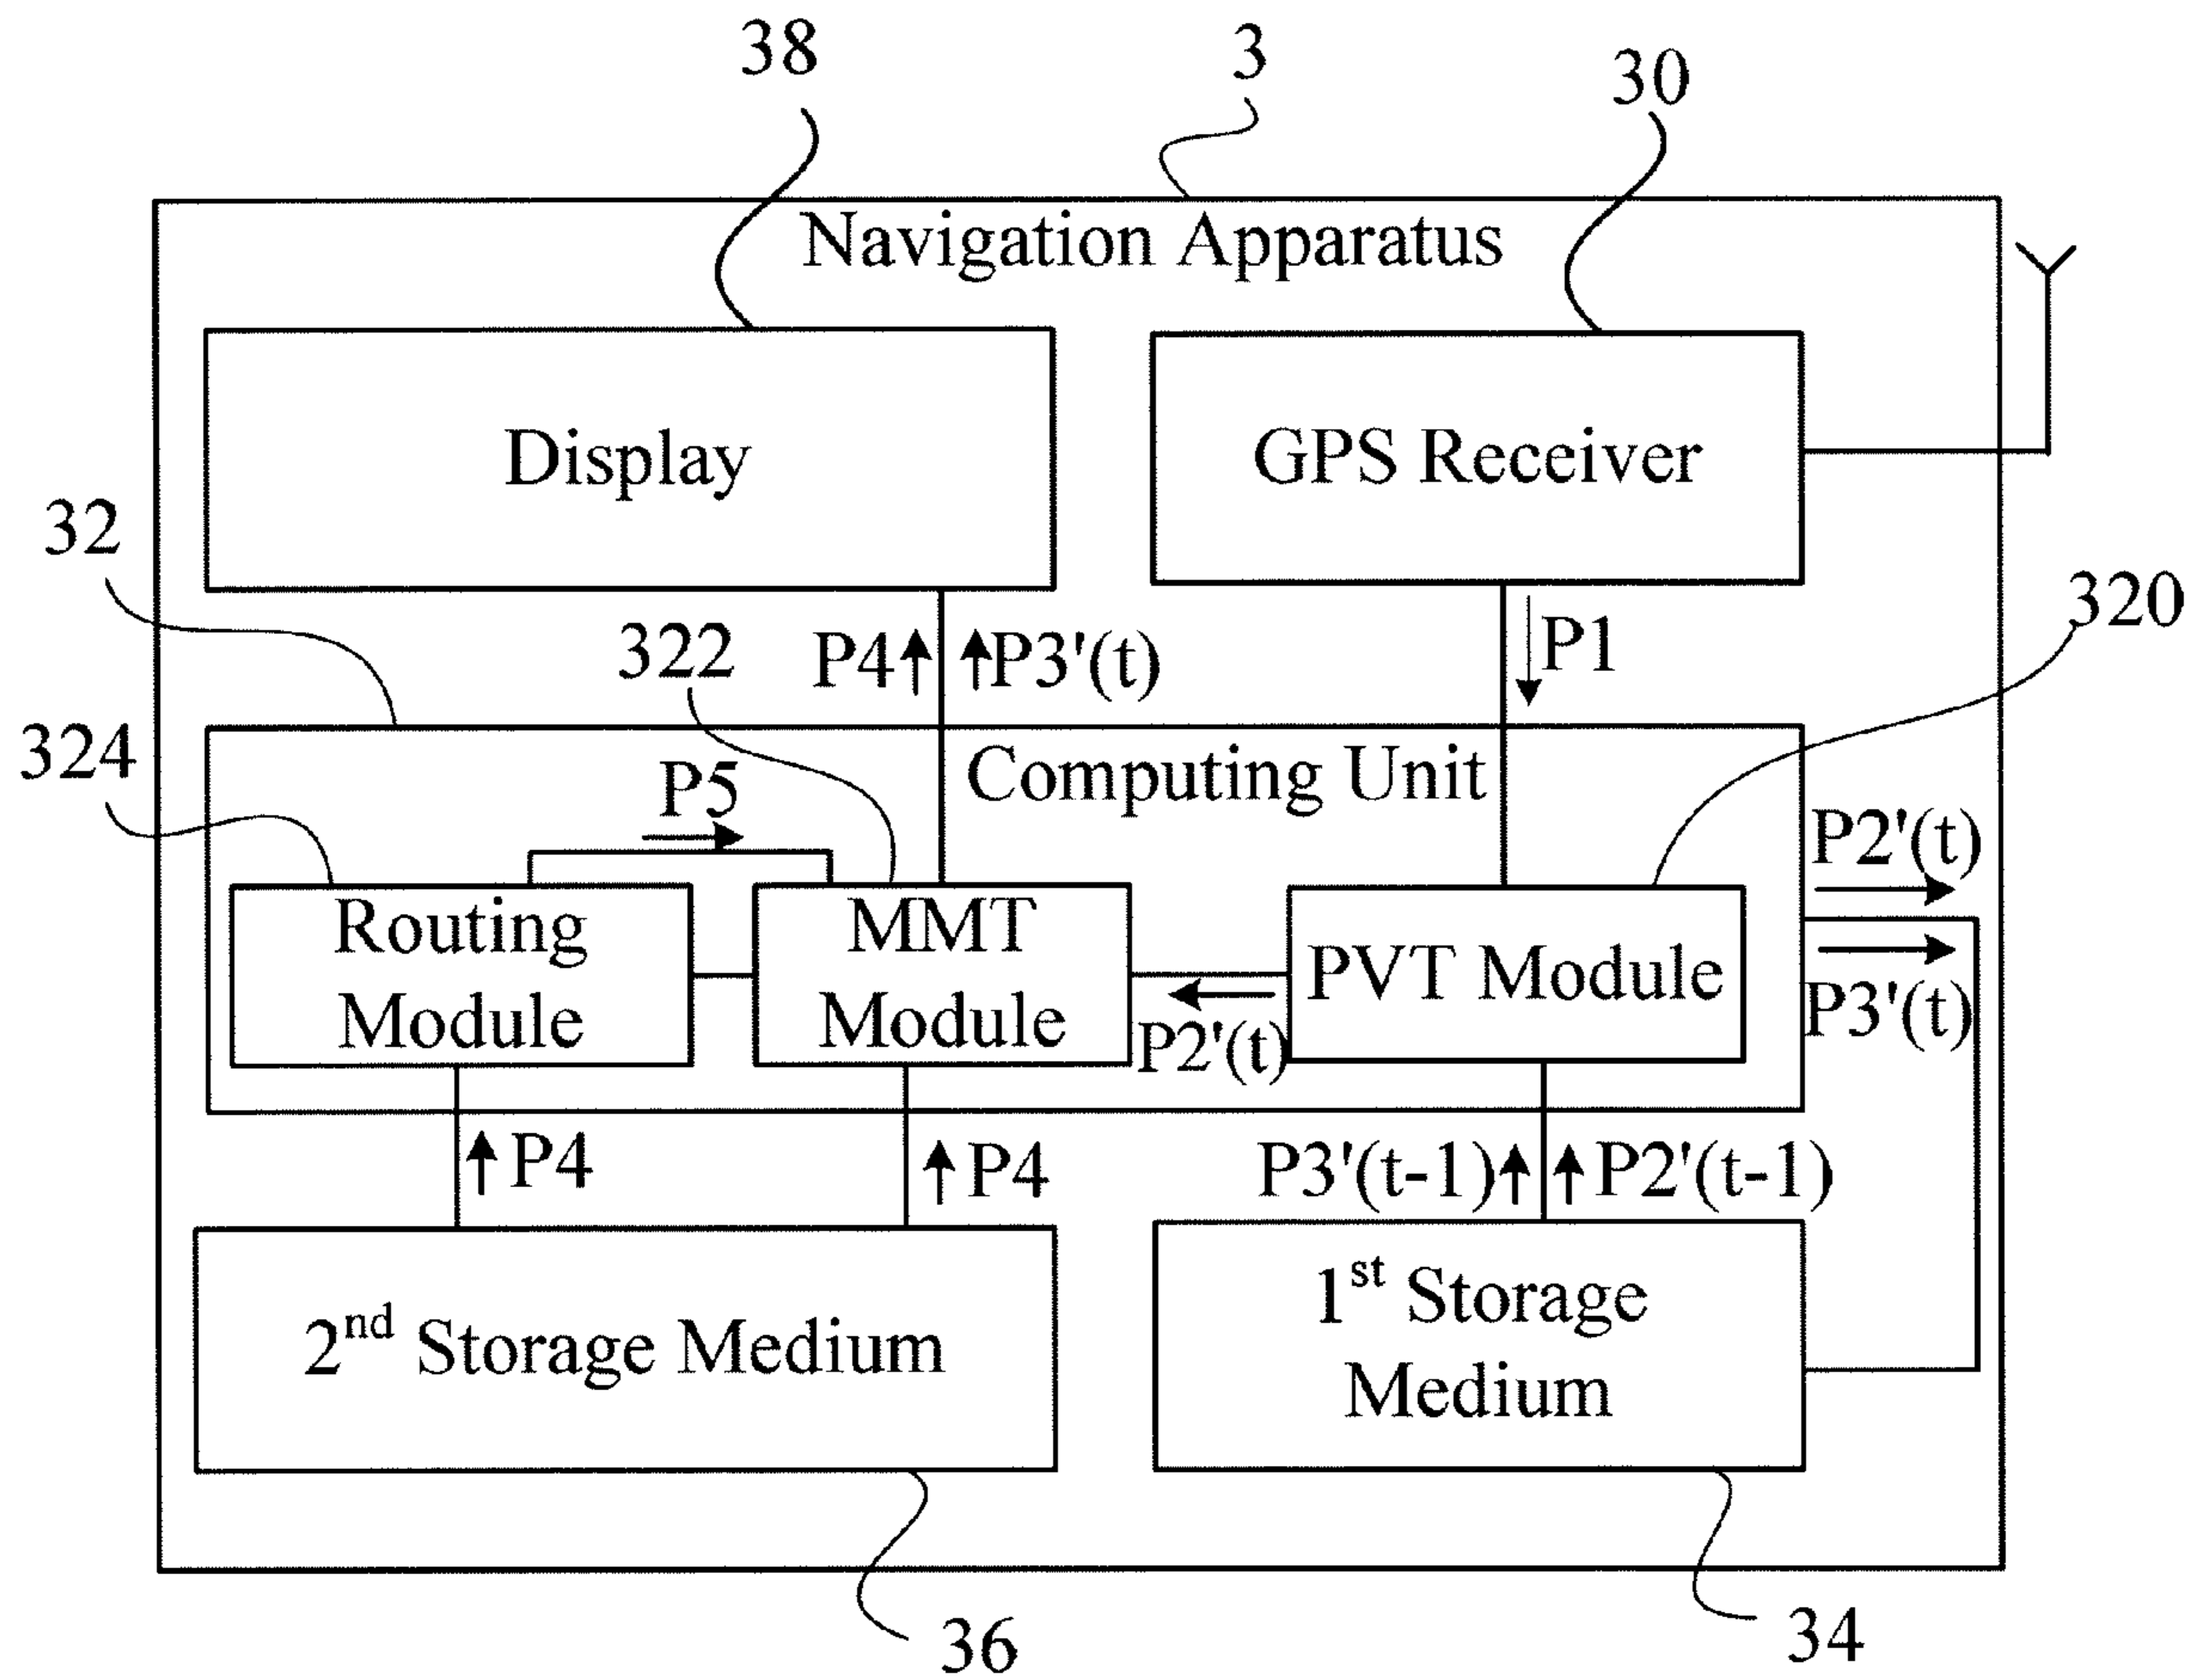 38
3
30
Navigation Apparatus
Display
GPS Receiver
32
320
322
P4
P3'(t)
P1
324
P5
Computing Unit
P2'(t)
Routing
Module
MMT
Module
PVT Module
P2'(t)
P3'(t)
P4
P4
P3'(t-1)
P2'(t-1)
2nd Storage Medium
1st Storage
Medium
36
34